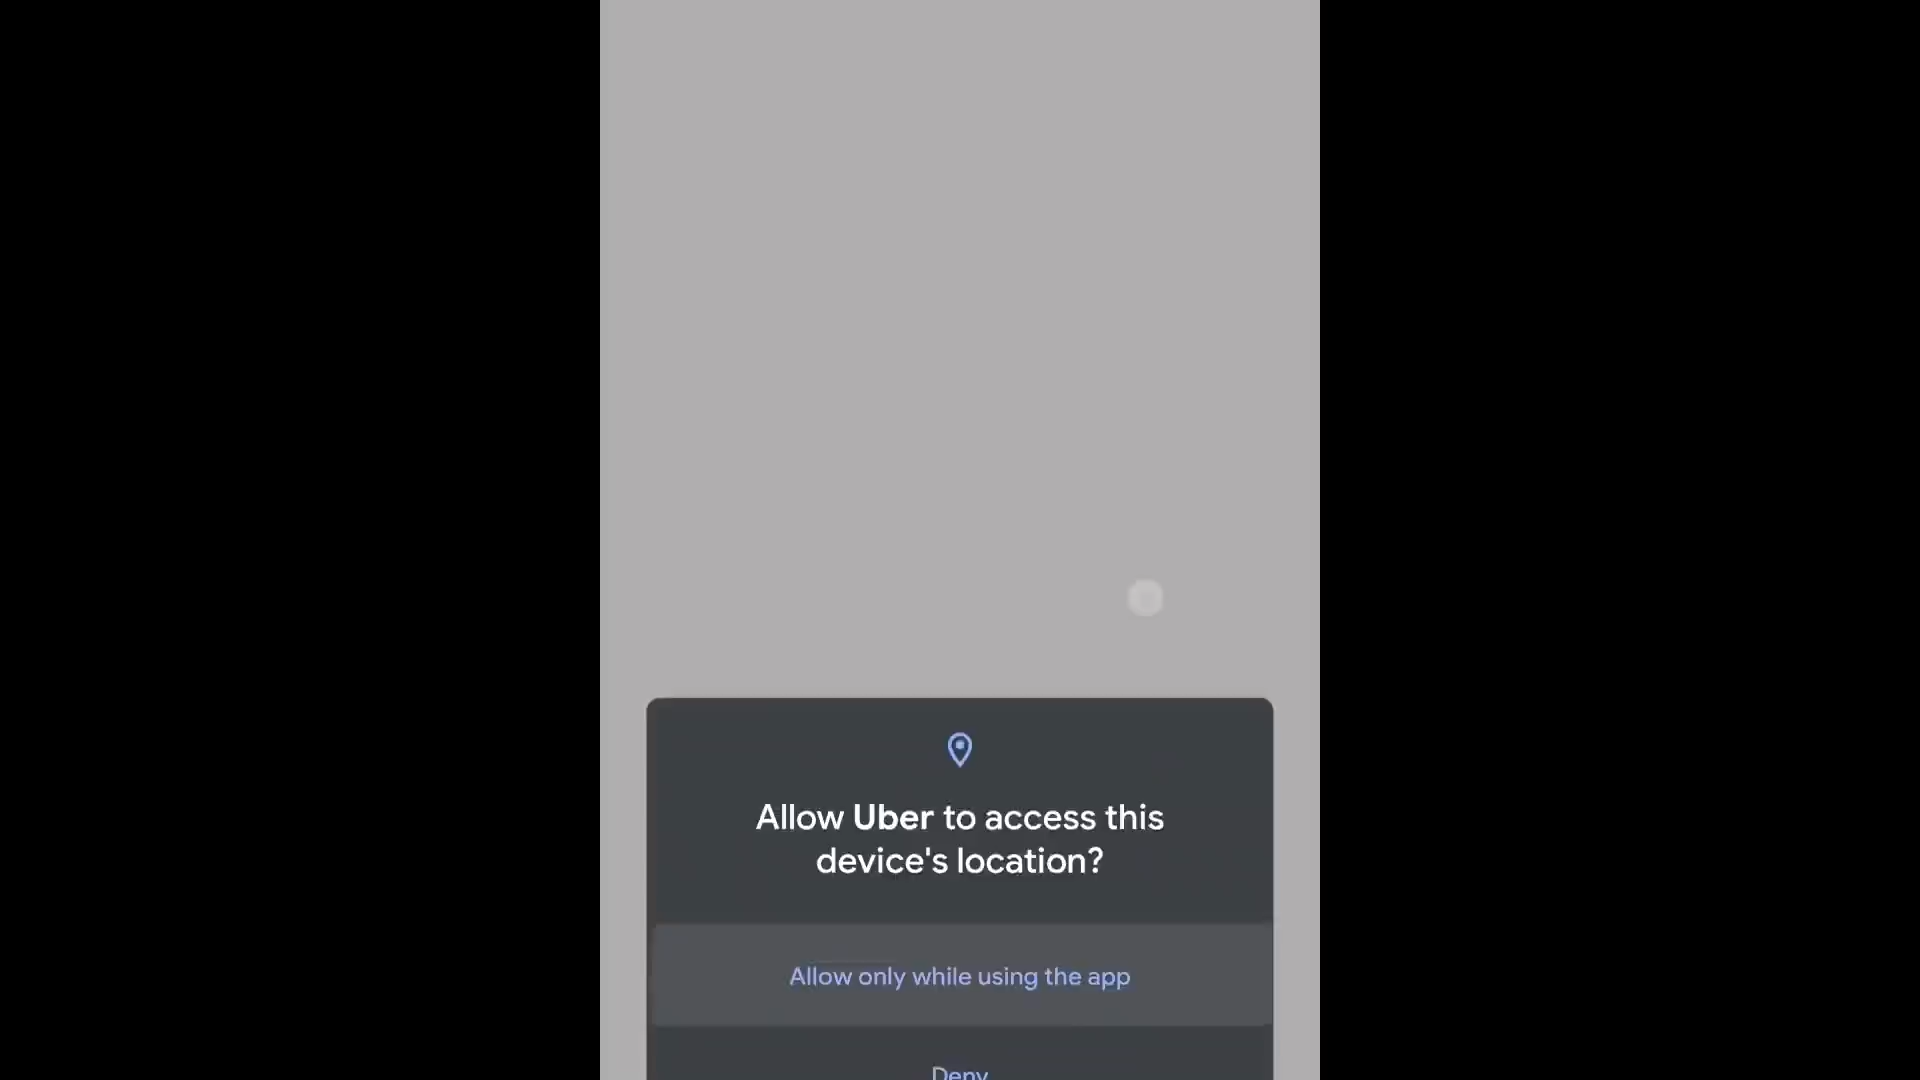 Allow Uber to access this
device's location?
Allow only while using the app
Deny